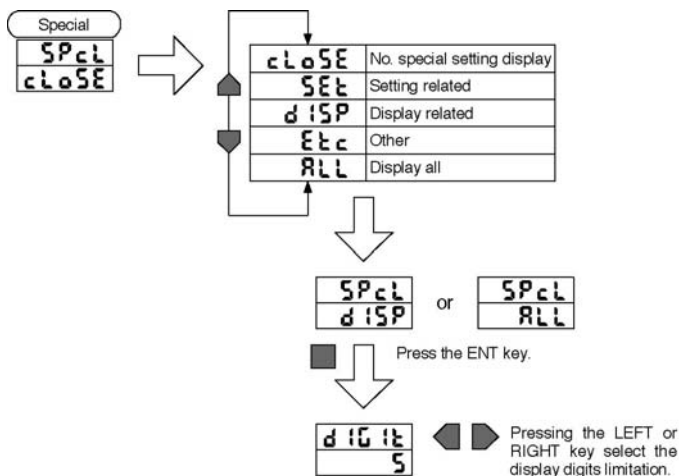 Special
SPcL
cLoSE
cLoSE No. special setting display
SEt Setting related
dISP Display related
Etc Other
ALL Display all
SPcL
dISP
or
SPcL
ALL
Press the ENT key.
dIGIt
5
Pressing the LEFT or
RIGHT key select the
display digits limitation.